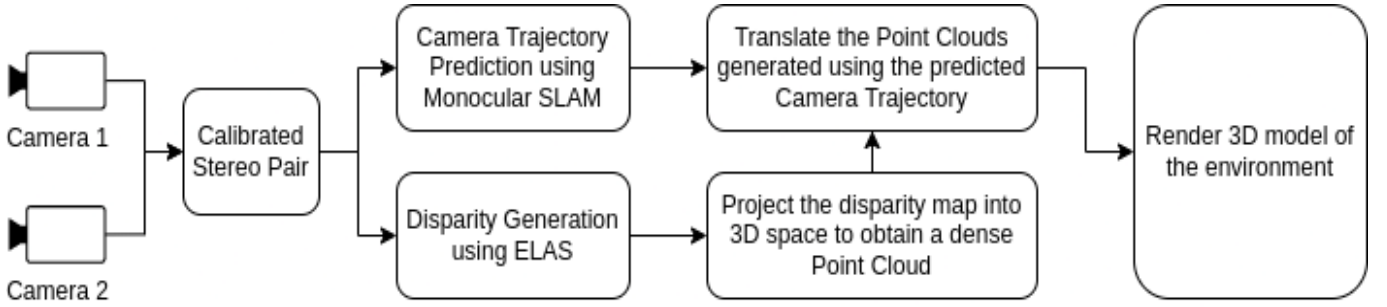 Camera 1
Camera 2
Calibrated
Stereo Pair
Camera Trajectory
Prediction using
Monocular SLAM
Disparity Generation
using ELAS
Translate the Point Clouds
generated using the predicted
Camera Trajectory
Project the disparity map into
3D space to obtain a dense
Point Cloud
Render 3D model of
the environment